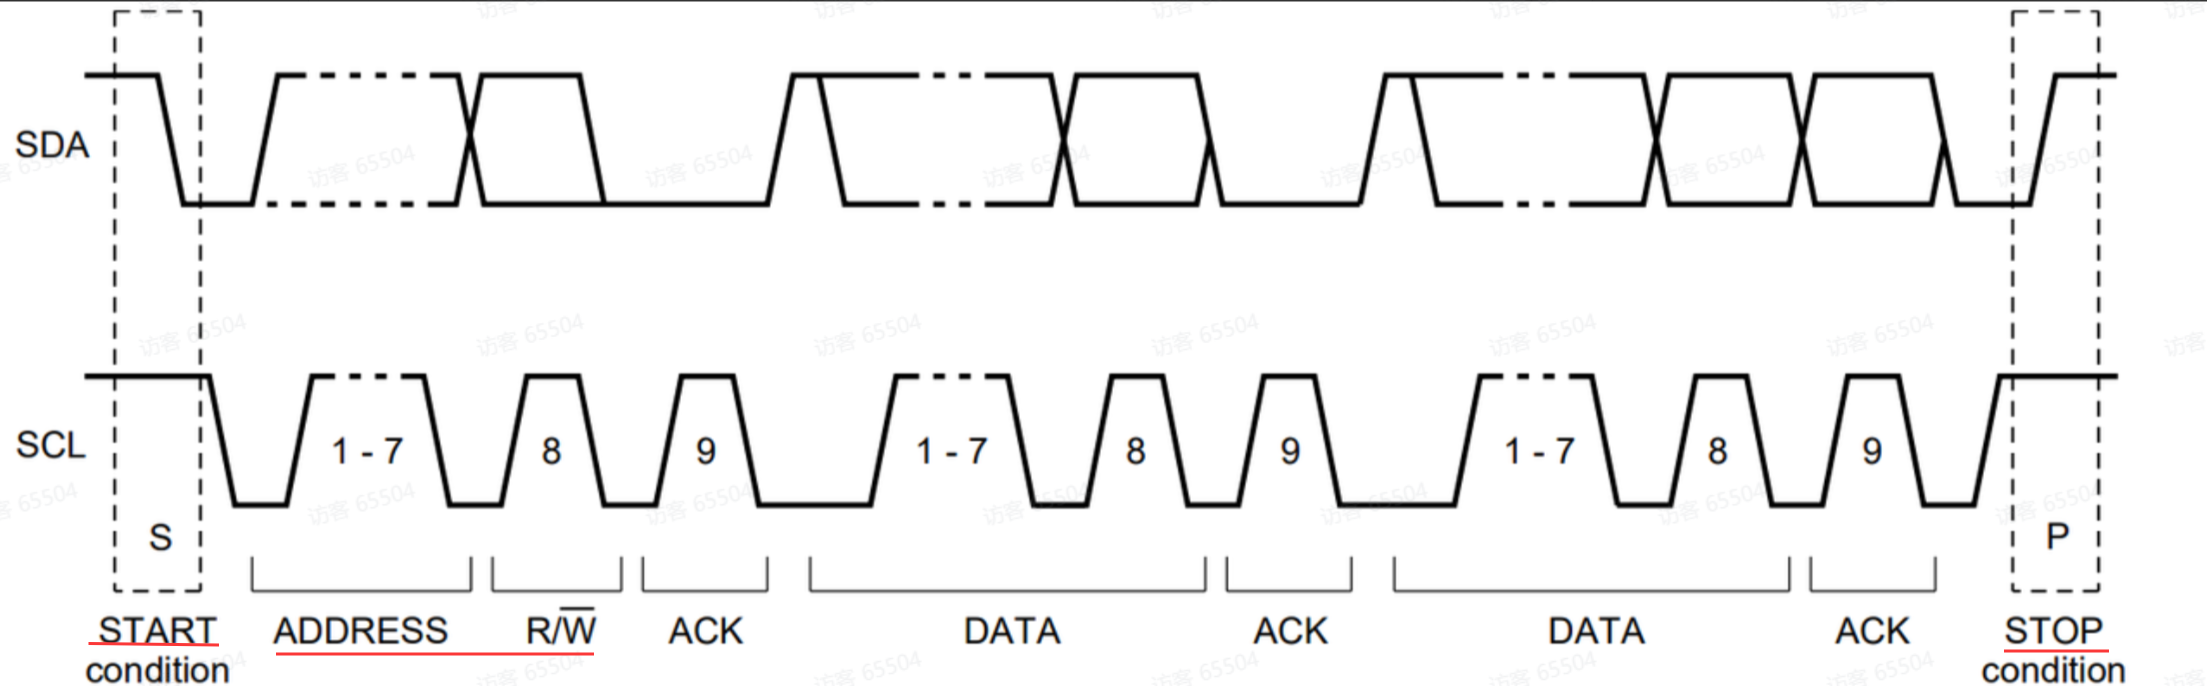 SDA
SCL
1 - 7
8
9
1 - 7
8
9
1 - 7
8
9
S
P
START condition
ADDRESS
R/W̅
ACK
DATA
ACK
DATA
ACK
STOP condition
访客 65504